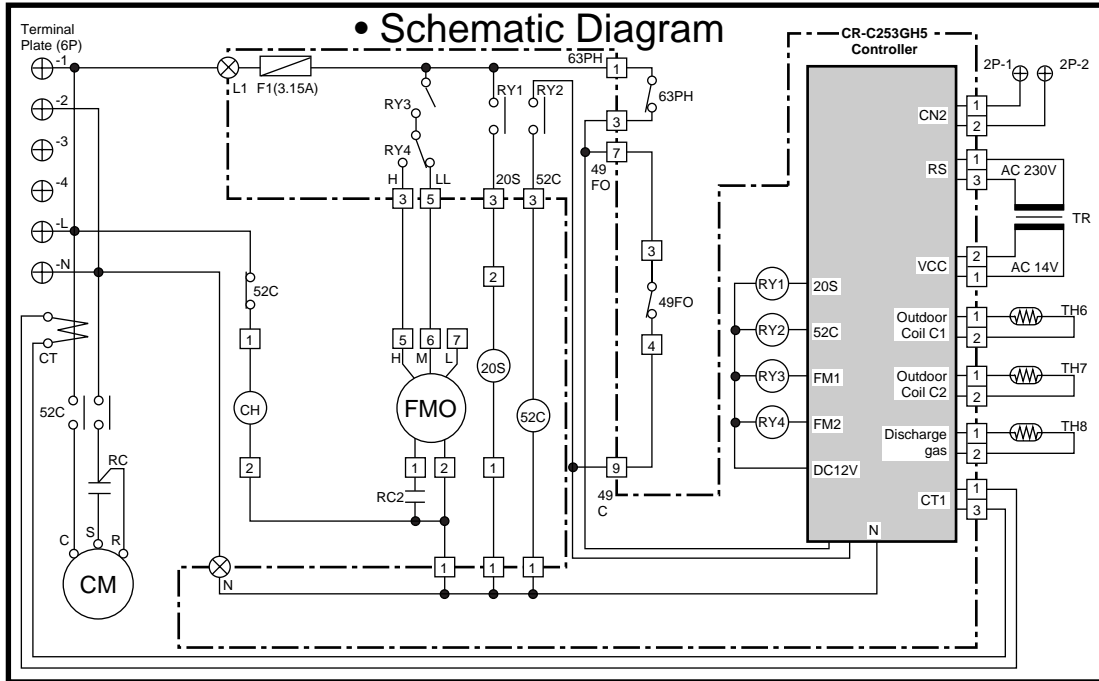 • Schematic Diagram
Terminal
Plate (6P)
-1
-2
-3
-4
-L
-N
L1
F1(3.15A)
63PH
1
63PH
3
7
49
FO
3
49FO
4
9
49
C
RY3
RY4
H
LL
3
5
RY1
RY2
20S
52C
3
3
2
20S
52C
1
52C
1
CH
2
5
6
7
H
M
L
FMO
1
2
RC2
1
1
1
N
CT
52C
RC
C
S
R
CM
CR-C253GH5
Controller
RY1
20S
RY2
52C
RY3
FM1
RY4
FM2
DC12V
N
2P-1
2P-2
CN2
1
2
RS
1
3
AC 230V
TR
AC 14V
VCC
2
1
Outdoor
Coil C1
1
2
TH6
Outdoor
Coil C2
1
2
TH7
Discharge
gas
1
2
TH8
CT1
1
3